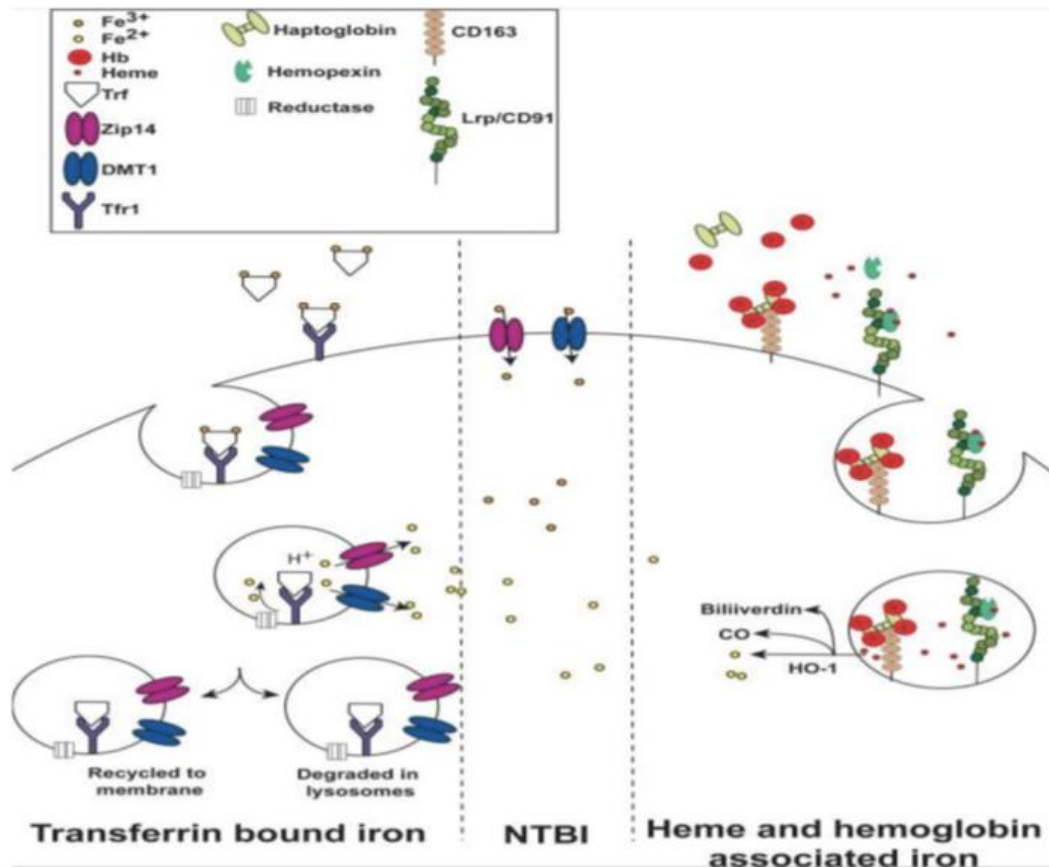 Fe3+
Fe2+
Hb
Heme
Trf
Zip14
DMT1
Tfr1
Haptoglobin
Hemopexin
Reductase
CD163
Lrp/CD91
H+
Biliiverdin
CO
HO-1
Recycled to
membrane
Degraded in
lysosomes
Transferrin bound iron
NTBI
Heme and hemoglobin
associated iron